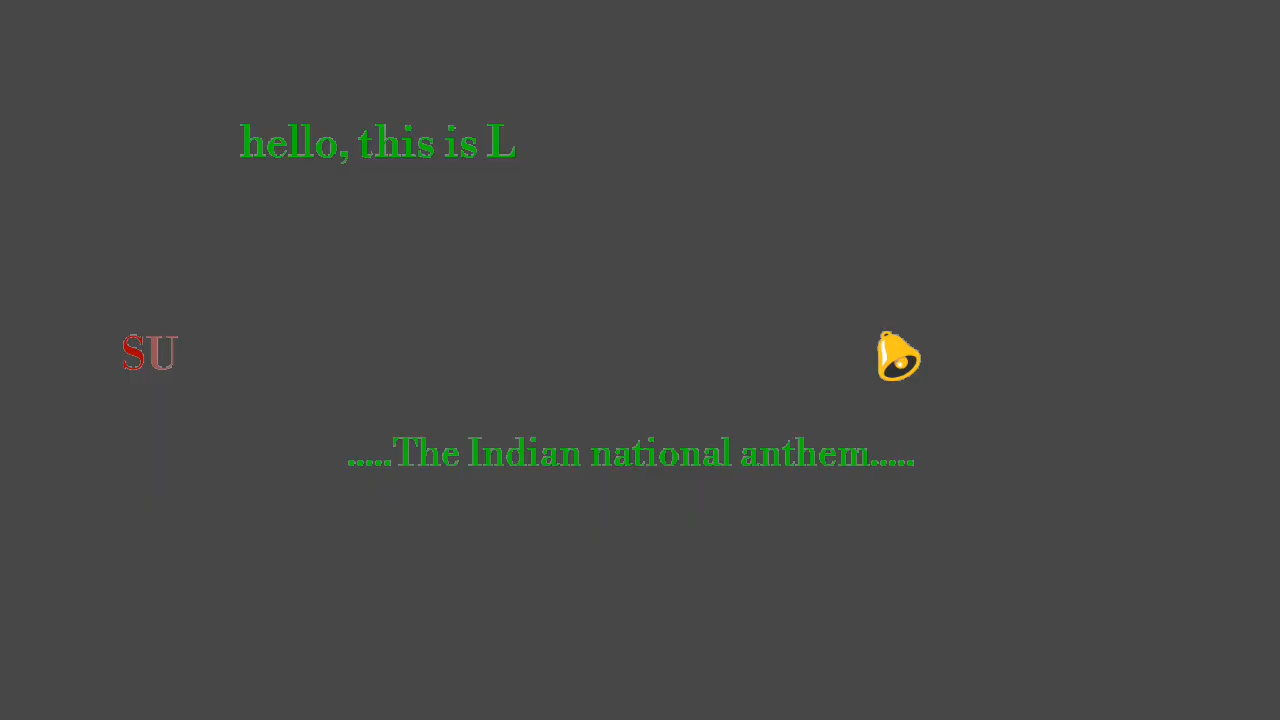 hello, this is L
SU
.....The Indian national anthem.....